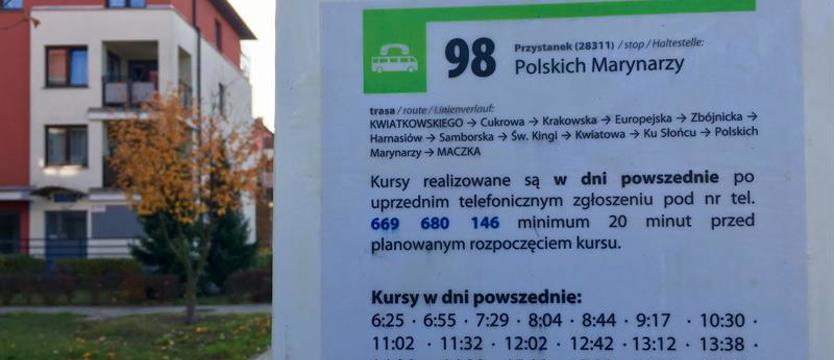 98
Przystanek (28311) / stop / Haltestelle:
Polskich Marynarzy
trasa / route / Linienverlauf:
KWIATKOWSKIEGO → Cukrowa → Krakowska → Europejska → Zbójnicka →
Harnasiów → Samborska → Św. Kingi → Kwiatowa → Ku Słońcu → Polskich
Marynarzy → MACZKA
Kursy realizowane są w dni powszednie po
uprzednim telefonicznym zgłoszeniu pod nr tel.
669 680 146 minimum 20 minut przed
planowanym rozpoczęciem kursu.
Kursy w dni powszednie:
6:25 · 6:55 · 7:29 · 8:04 · 8:44 · 9:17 · 10:30 ·
11:02 · 11:32 · 12:02 · 12:42 · 13:12 · 13:38 ·